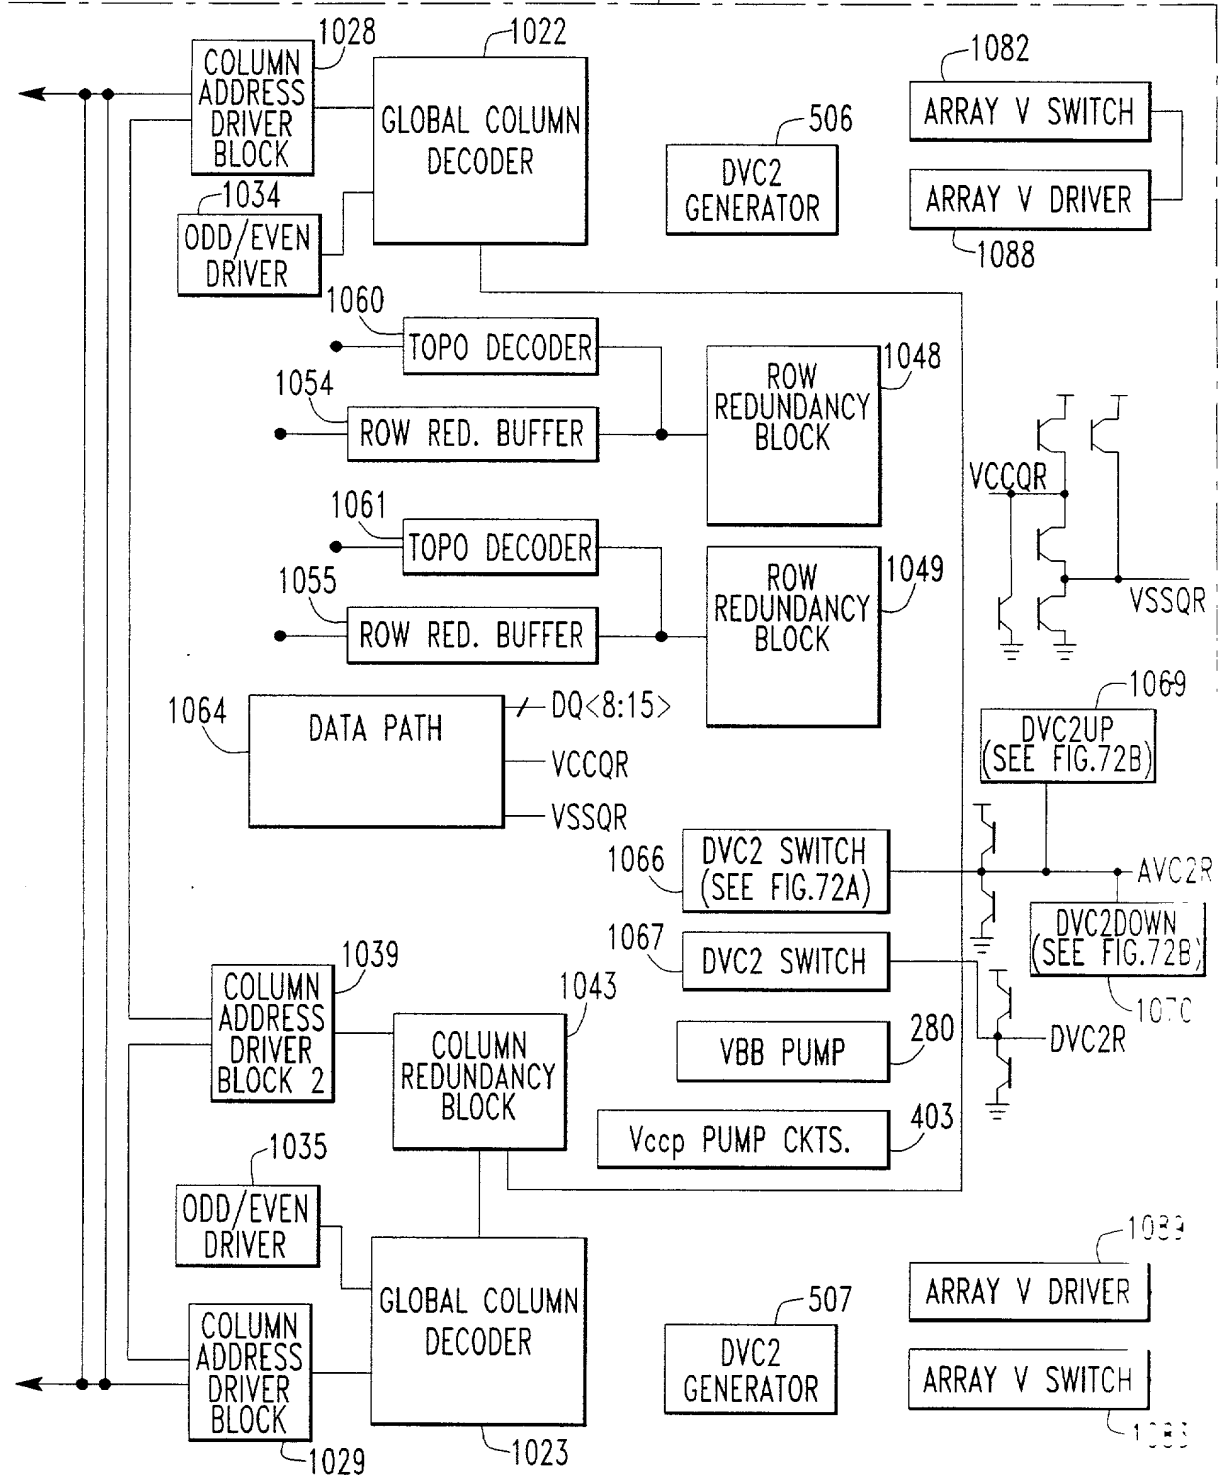 1028
COLUMN
ADDRESS
DRIVER
BLOCK
1022
GLOBAL COLUMN
DECODER
506
DVC2
GENERATOR
1082
ARRAY V SWITCH
ARRAY V DRIVER
1088
1034
ODD/EVEN
DRIVER
1060
TOPO DECODER
1054
ROW RED. BUFFER
ROW
REDUNDANCY
BLOCK
1048
1061
TOPO DECODER
1055
ROW RED. BUFFER
ROW
REDUNDANCY
BLOCK
1049
VCCQR
VSSQR
1064
DATA PATH
DQ<8:15>
VCCQR
VSSQR
1069
DVC2UP
(SEE FIG.72B)
1066
DVC2 SWITCH
(SEE FIG.72A)
AVC2R
DVC2DOWN
(SEE FIG.72B)
1067
DVC2 SWITCH
DVC2R
1039
COLUMN
ADDRESS
DRIVER
BLOCK 2
1043
COLUMN
REDUNDANCY
BLOCK
VBB PUMP
280
Vccp PUMP CKTS.
403
1035
ODD/EVEN
DRIVER
GLOBAL COLUMN
DECODER
1023
COLUMN
ADDRESS
DRIVER
BLOCK
1029
507
DVC2
GENERATOR
ARRAY V DRIVER
ARRAY V SWITCH